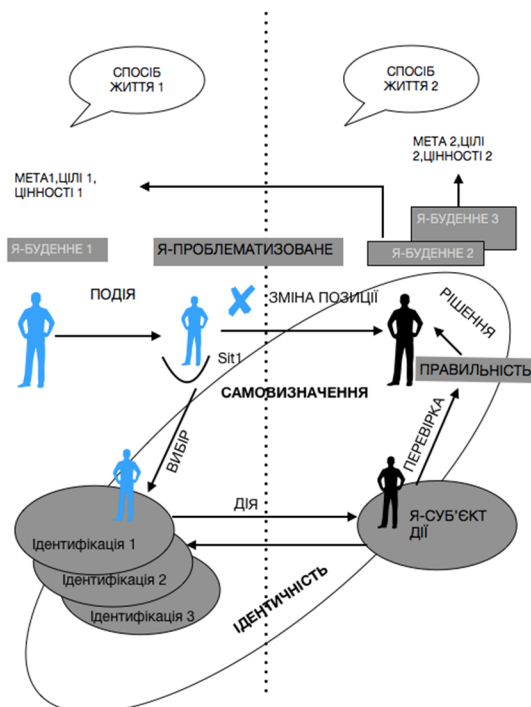 СПОСІБ
ЖИТТЯ 1
СПОСІБ
ЖИТТЯ 2
МЕТА 2,ЦІЛІ
2,ЦІННОСТІ 2
МЕТА1,ЦІЛІ 1,
ЦІННОСТІ 1
Я-БУДЕННЕ 3
Я-БУДЕННЕ 1
Я-ПРОБЛЕМАТИЗОВАНЕ
Я-БУДЕННЕ 2
ПОДІЯ
ЗМІНА ПОЗИЦІЇ
РІШЕННЯ
Sit1
ПРАВИЛЬНІСТЬ
САМОВИЗНАЧЕННЯ
ВИБІР
ПЕРЕВІРКА
ДІЯ
Я-СУБ'ЄКТ
ДІЇ
Ідентифікація 1
Ідентифікація 2
Ідентифікація 3
ІДЕНТИЧНІСТЬ